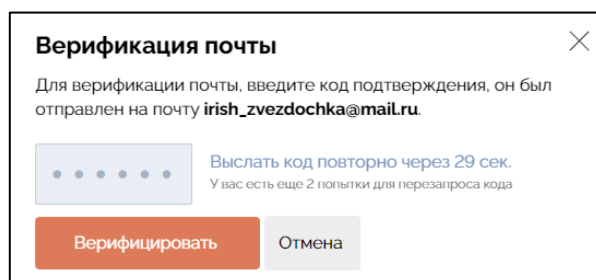 Верификация почты
Для верификации почты, введите код подтверждения, он был
отправлен на почту irish_zvezdochka@mail.ru.
Выслать код повторно через 29 сек.
У вас есть еще 2 попытки для перезапроса кода
Верифицировать
Отмена